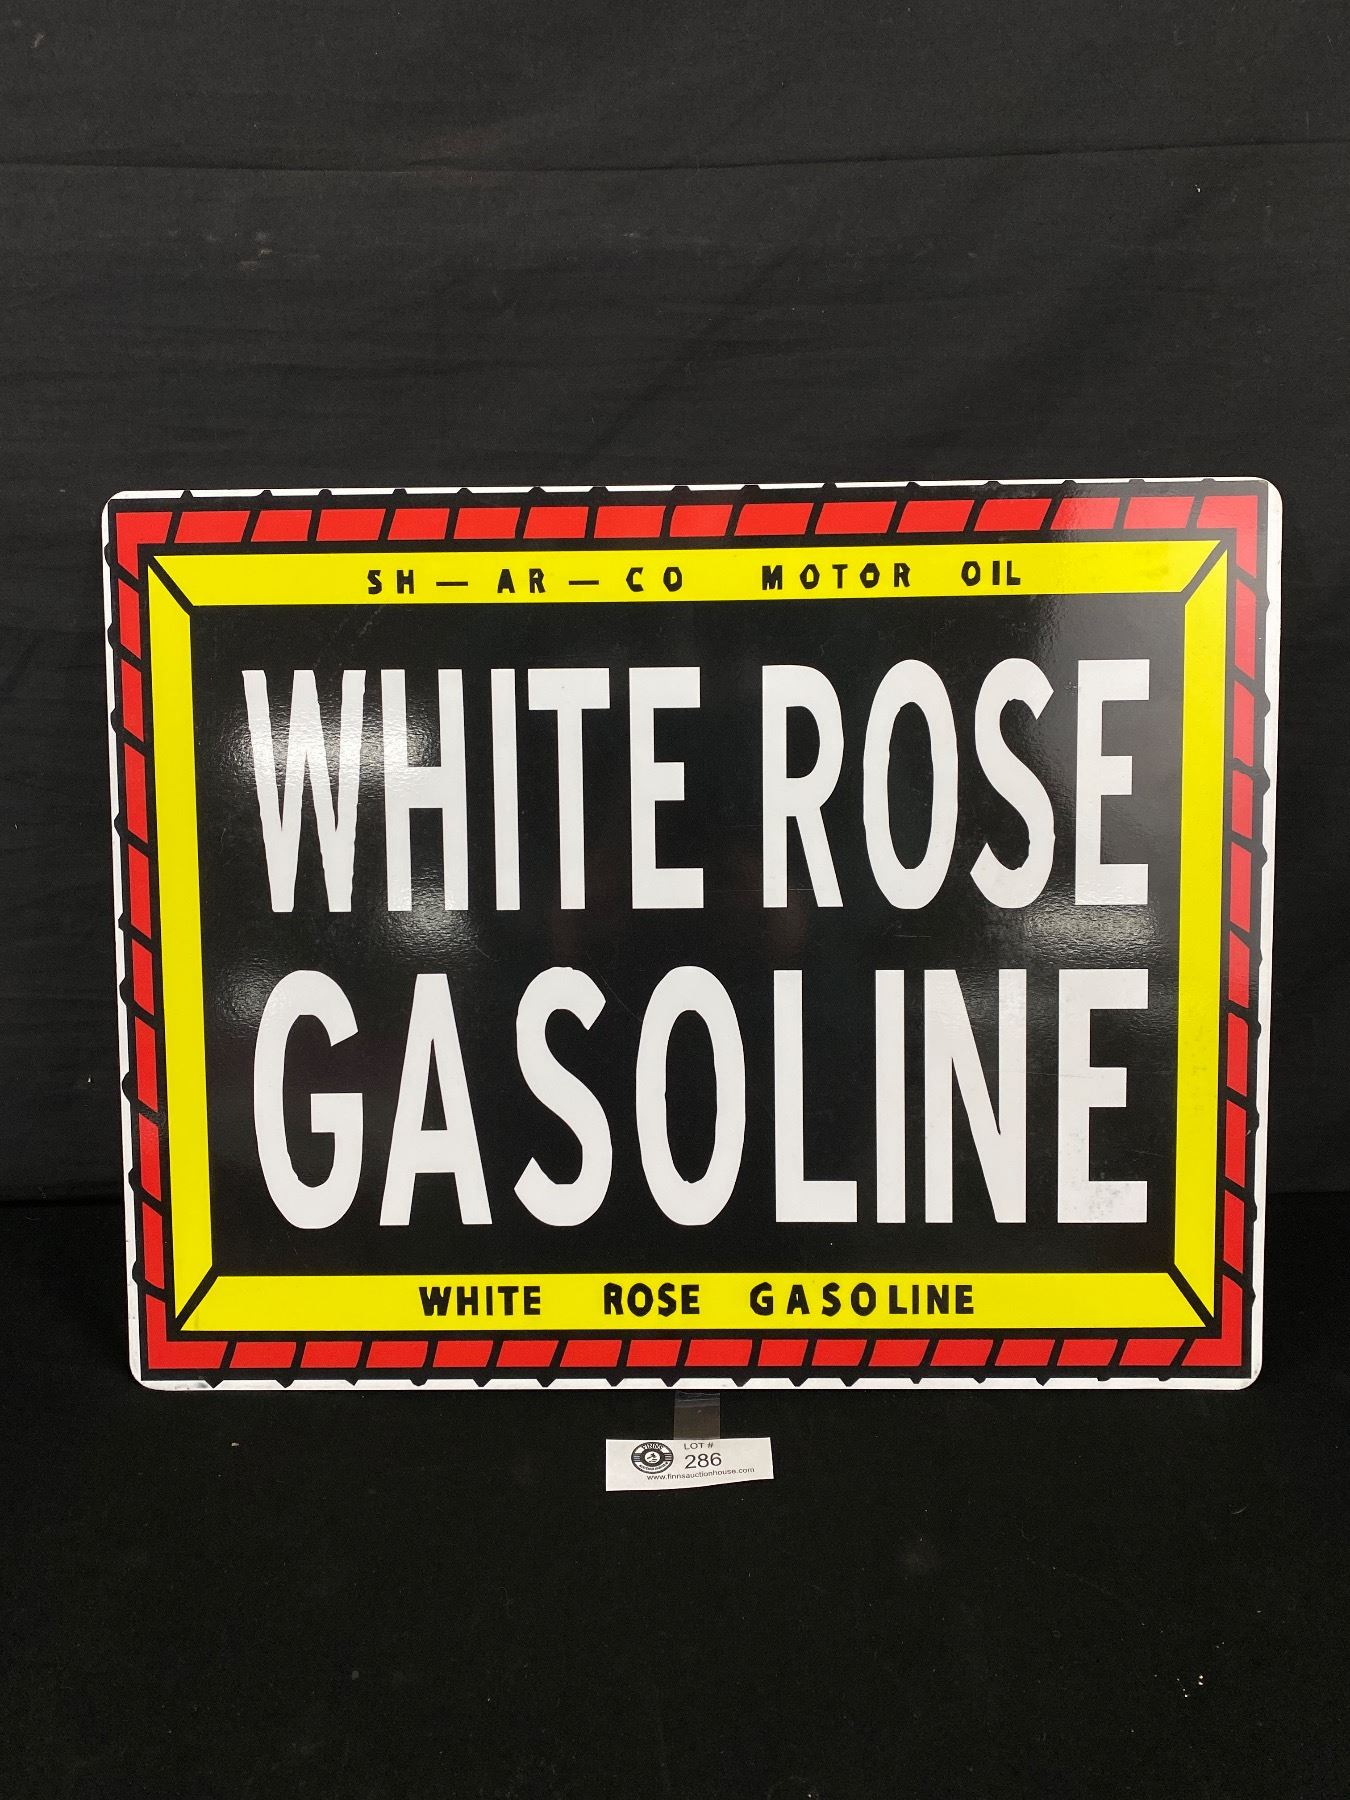 SH — AR — CO MOTOR OIL
WHITE ROSE
GASOLINE
WHITE ROSE GASOLINE
LOT #
286
www.finnsauctionhouse.com